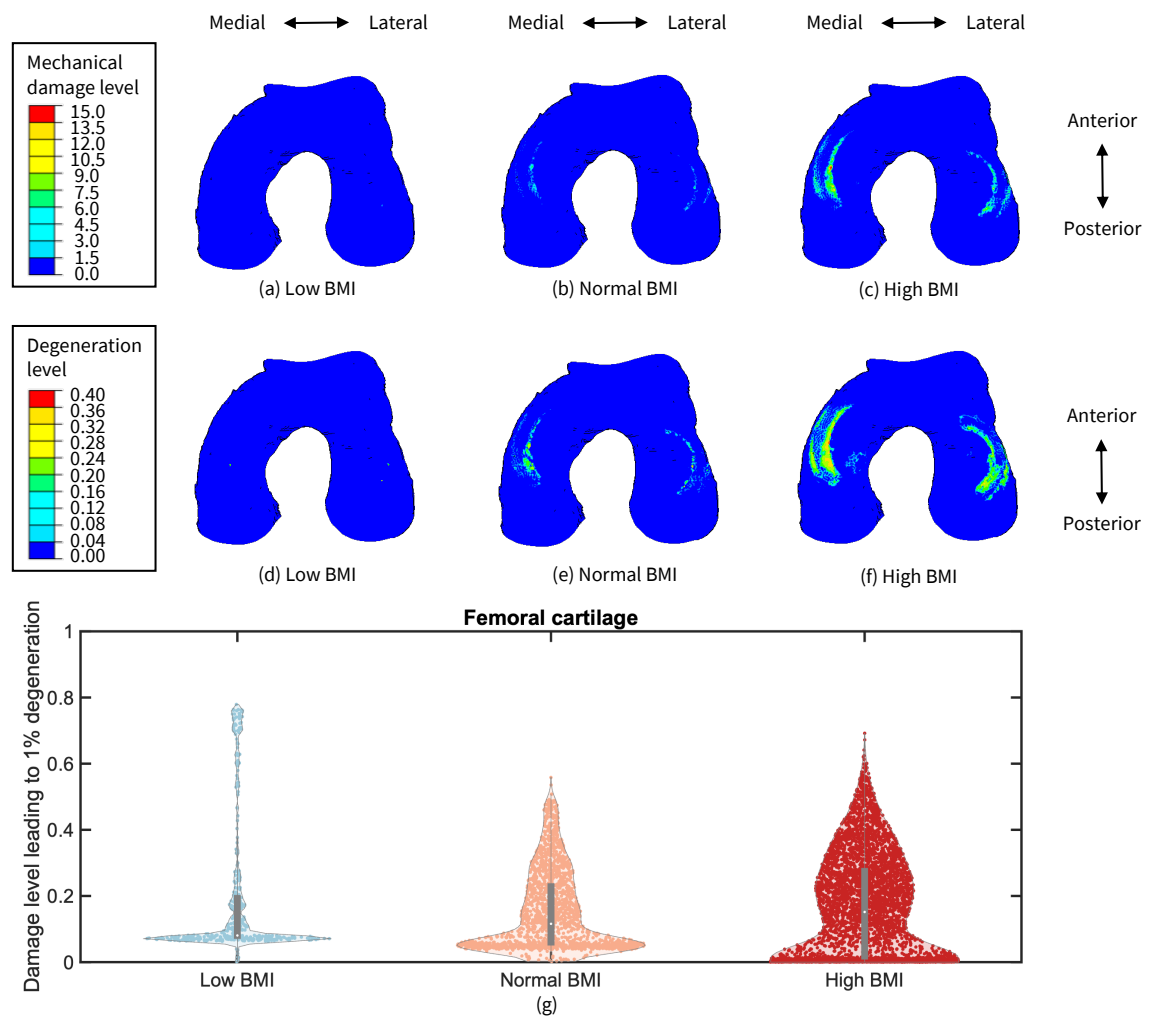 Medial Lateral Medial Lateral Medial Lateral
Mechanical
damage level
15.0
13.5
12.0
10.5
9.0
7.5
6.0
4.5
3.0
1.5
0.0
Anterior
Posterior
(a) Low BMI (b) Normal BMI (c) High BMI
Degeneration
level
0.40
0.36
0.32
0.28
0.24
0.20
0.16
0.12
0.08
0.04
0.00
Anterior
Posterior
(d) Low BMI (e) Normal BMI (f) High BMI
Femoral cartilage
Damage level leading to 1% degeneration
1
0.8
0.6
0.4
0.2
0
Low BMI Normal BMI High BMI
(g)